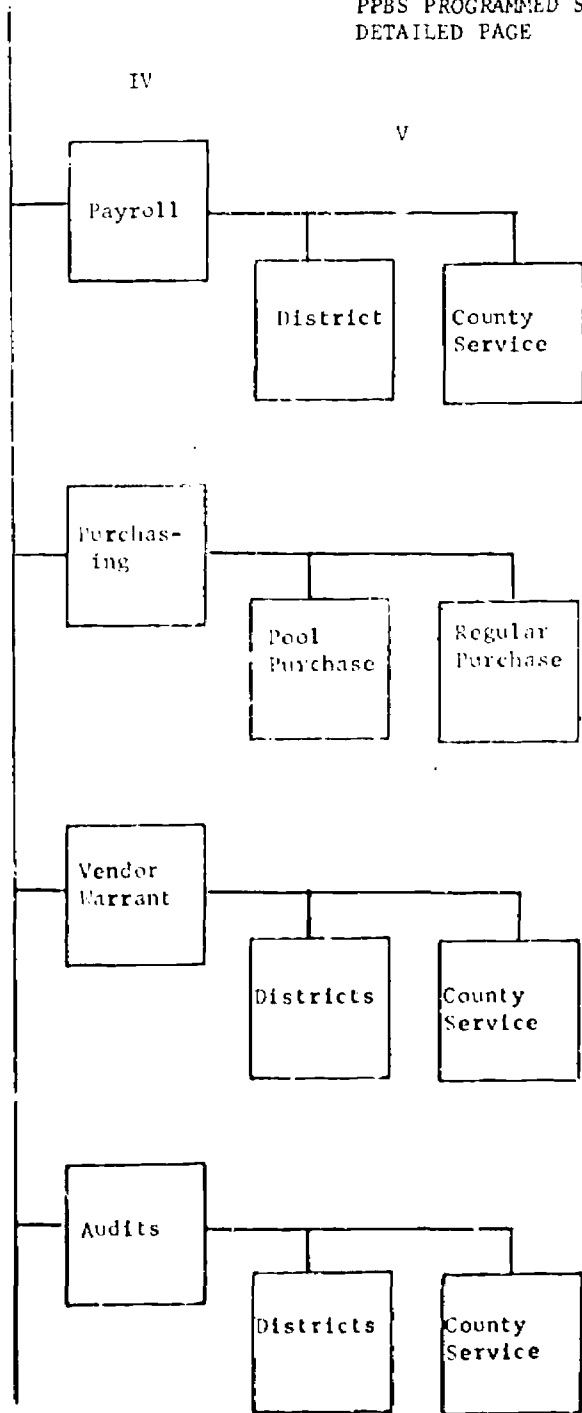 PPBS PROGRAMMED S
DETAILED PAGE
IV
V
Payroll
District
County
Service
Purchas-
ing
Pool
Purchase
Regular
Purchase
Vendor
Warrant
Districts
County
Service
Audits
Districts
County
Service